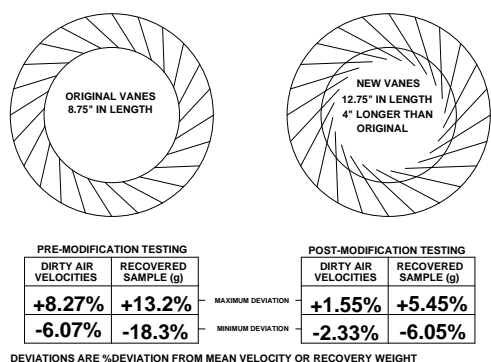 ORIGINAL VANES
8.75" IN LENGTH
NEW VANES
12.75" IN LENGTH
4" LONGER THAN
ORIGINAL
PRE-MODIFICATION TESTING
DIRTY AIR
VELOCITIES
RECOVERED
SAMPLE (g)
+8.27%
+13.2%
-6.07%
-18.3%
MAXIMUM DEVIATION
MINIMUM DEVIATION
POST-MODIFICATION TESTING
DIRTY AIR
VELOCITIES
RECOVERED
SAMPLE (g)
+1.55%
+5.45%
-2.33%
-6.05%
DEVIATIONS ARE %DEVIATION FROM MEAN VELOCITY OR RECOVERY WEIGHT